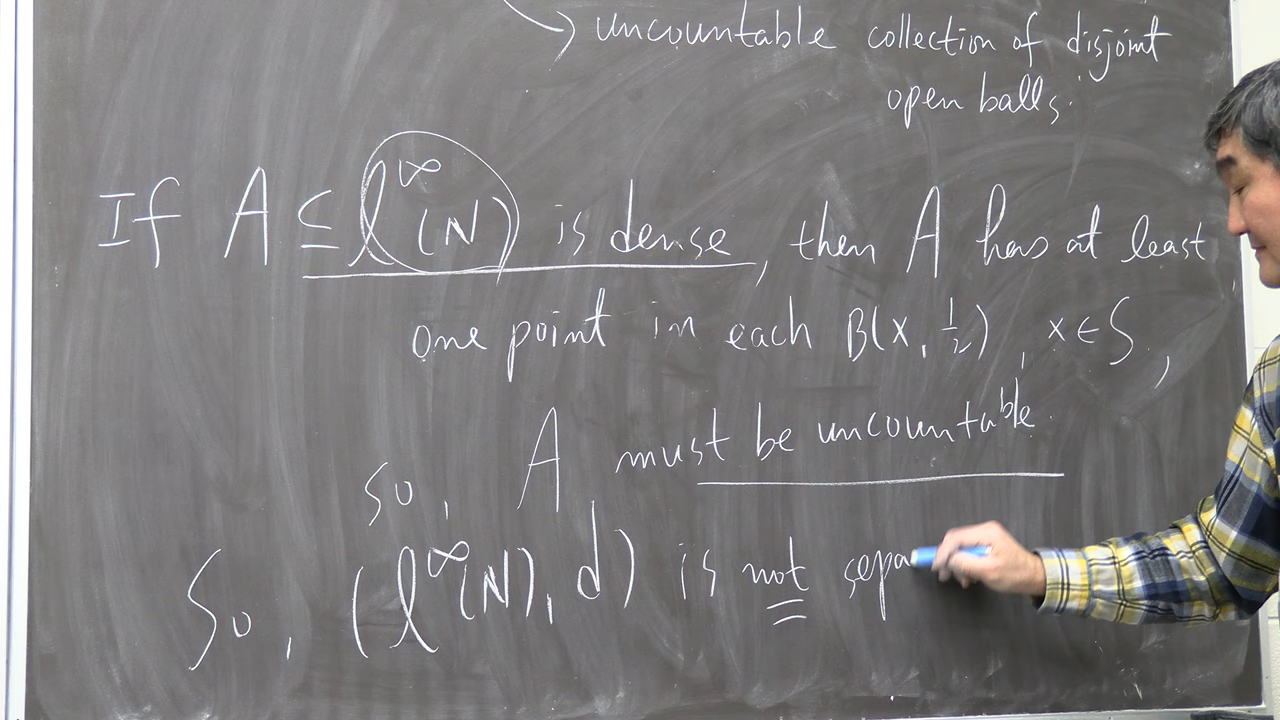 → uncountable collection of disjoint
open balls.
If A ⊆ l^∞(N) is dense, then A has at least
one point in each B(x, 1/2), x ∈ S,
so, A must be uncountable.
So, (l^∞(N), d) is not sepa